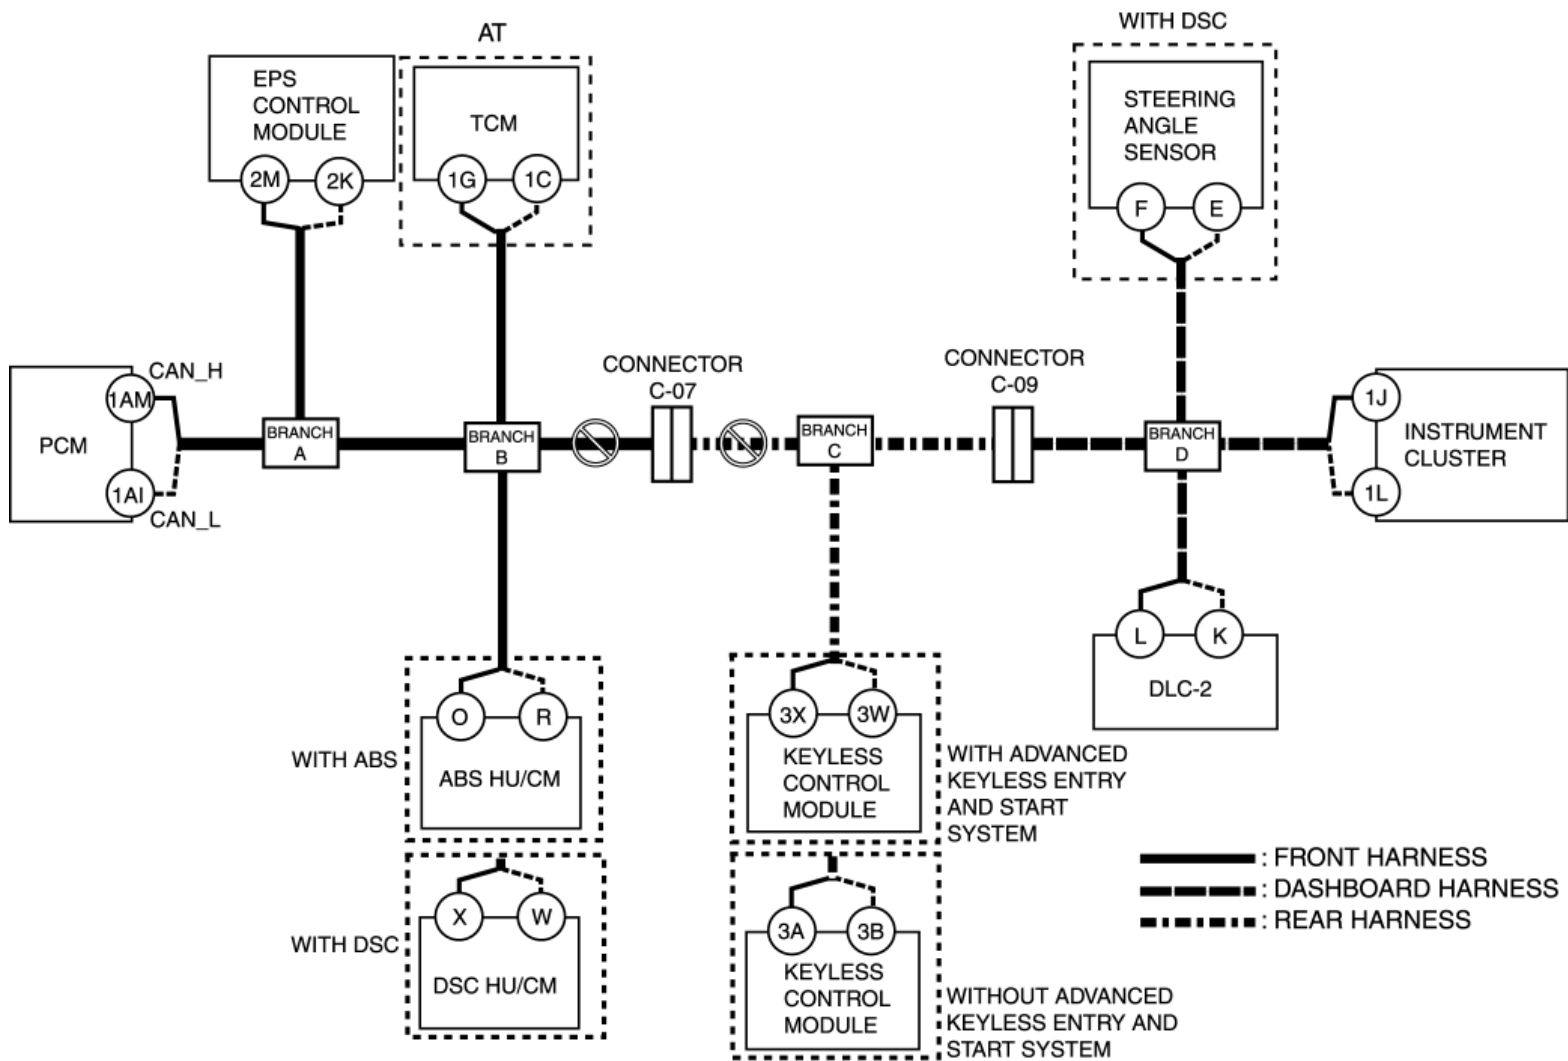 WITH DSC
AT
EPS
CONTROL
MODULE
2M
2K
TCM
1G
1C
STEERING
ANGLE
SENSOR
F
E
CONNECTOR
C-07
CONNECTOR
C-09
PCM
1AM
CAN_H
1AI
CAN_L
BRANCH
A
BRANCH
B
BRANCH
C
BRANCH
D
1J
1L
INSTRUMENT
CLUSTER
L
K
DLC-2
WITH ABS
O
R
ABS HU/CM
3X
3W
KEYLESS
CONTROL
MODULE
WITH ADVANCED
KEYLESS ENTRY
AND START
SYSTEM
WITH DSC
X
W
DSC HU/CM
3A
3B
KEYLESS
CONTROL
MODULE
WITHOUT ADVANCED
KEYLESS ENTRY AND
START SYSTEM
: FRONT HARNESS
: DASHBOARD HARNESS
: REAR HARNESS